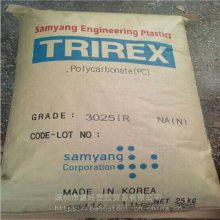 Samyang Engineering Plastics
TRIREX
Polycarbonate(PC)
GRADE : 3025IR NA(N)
CODE-LOT NO :
samyang
Corporation
25kg
MADE IN KOREA